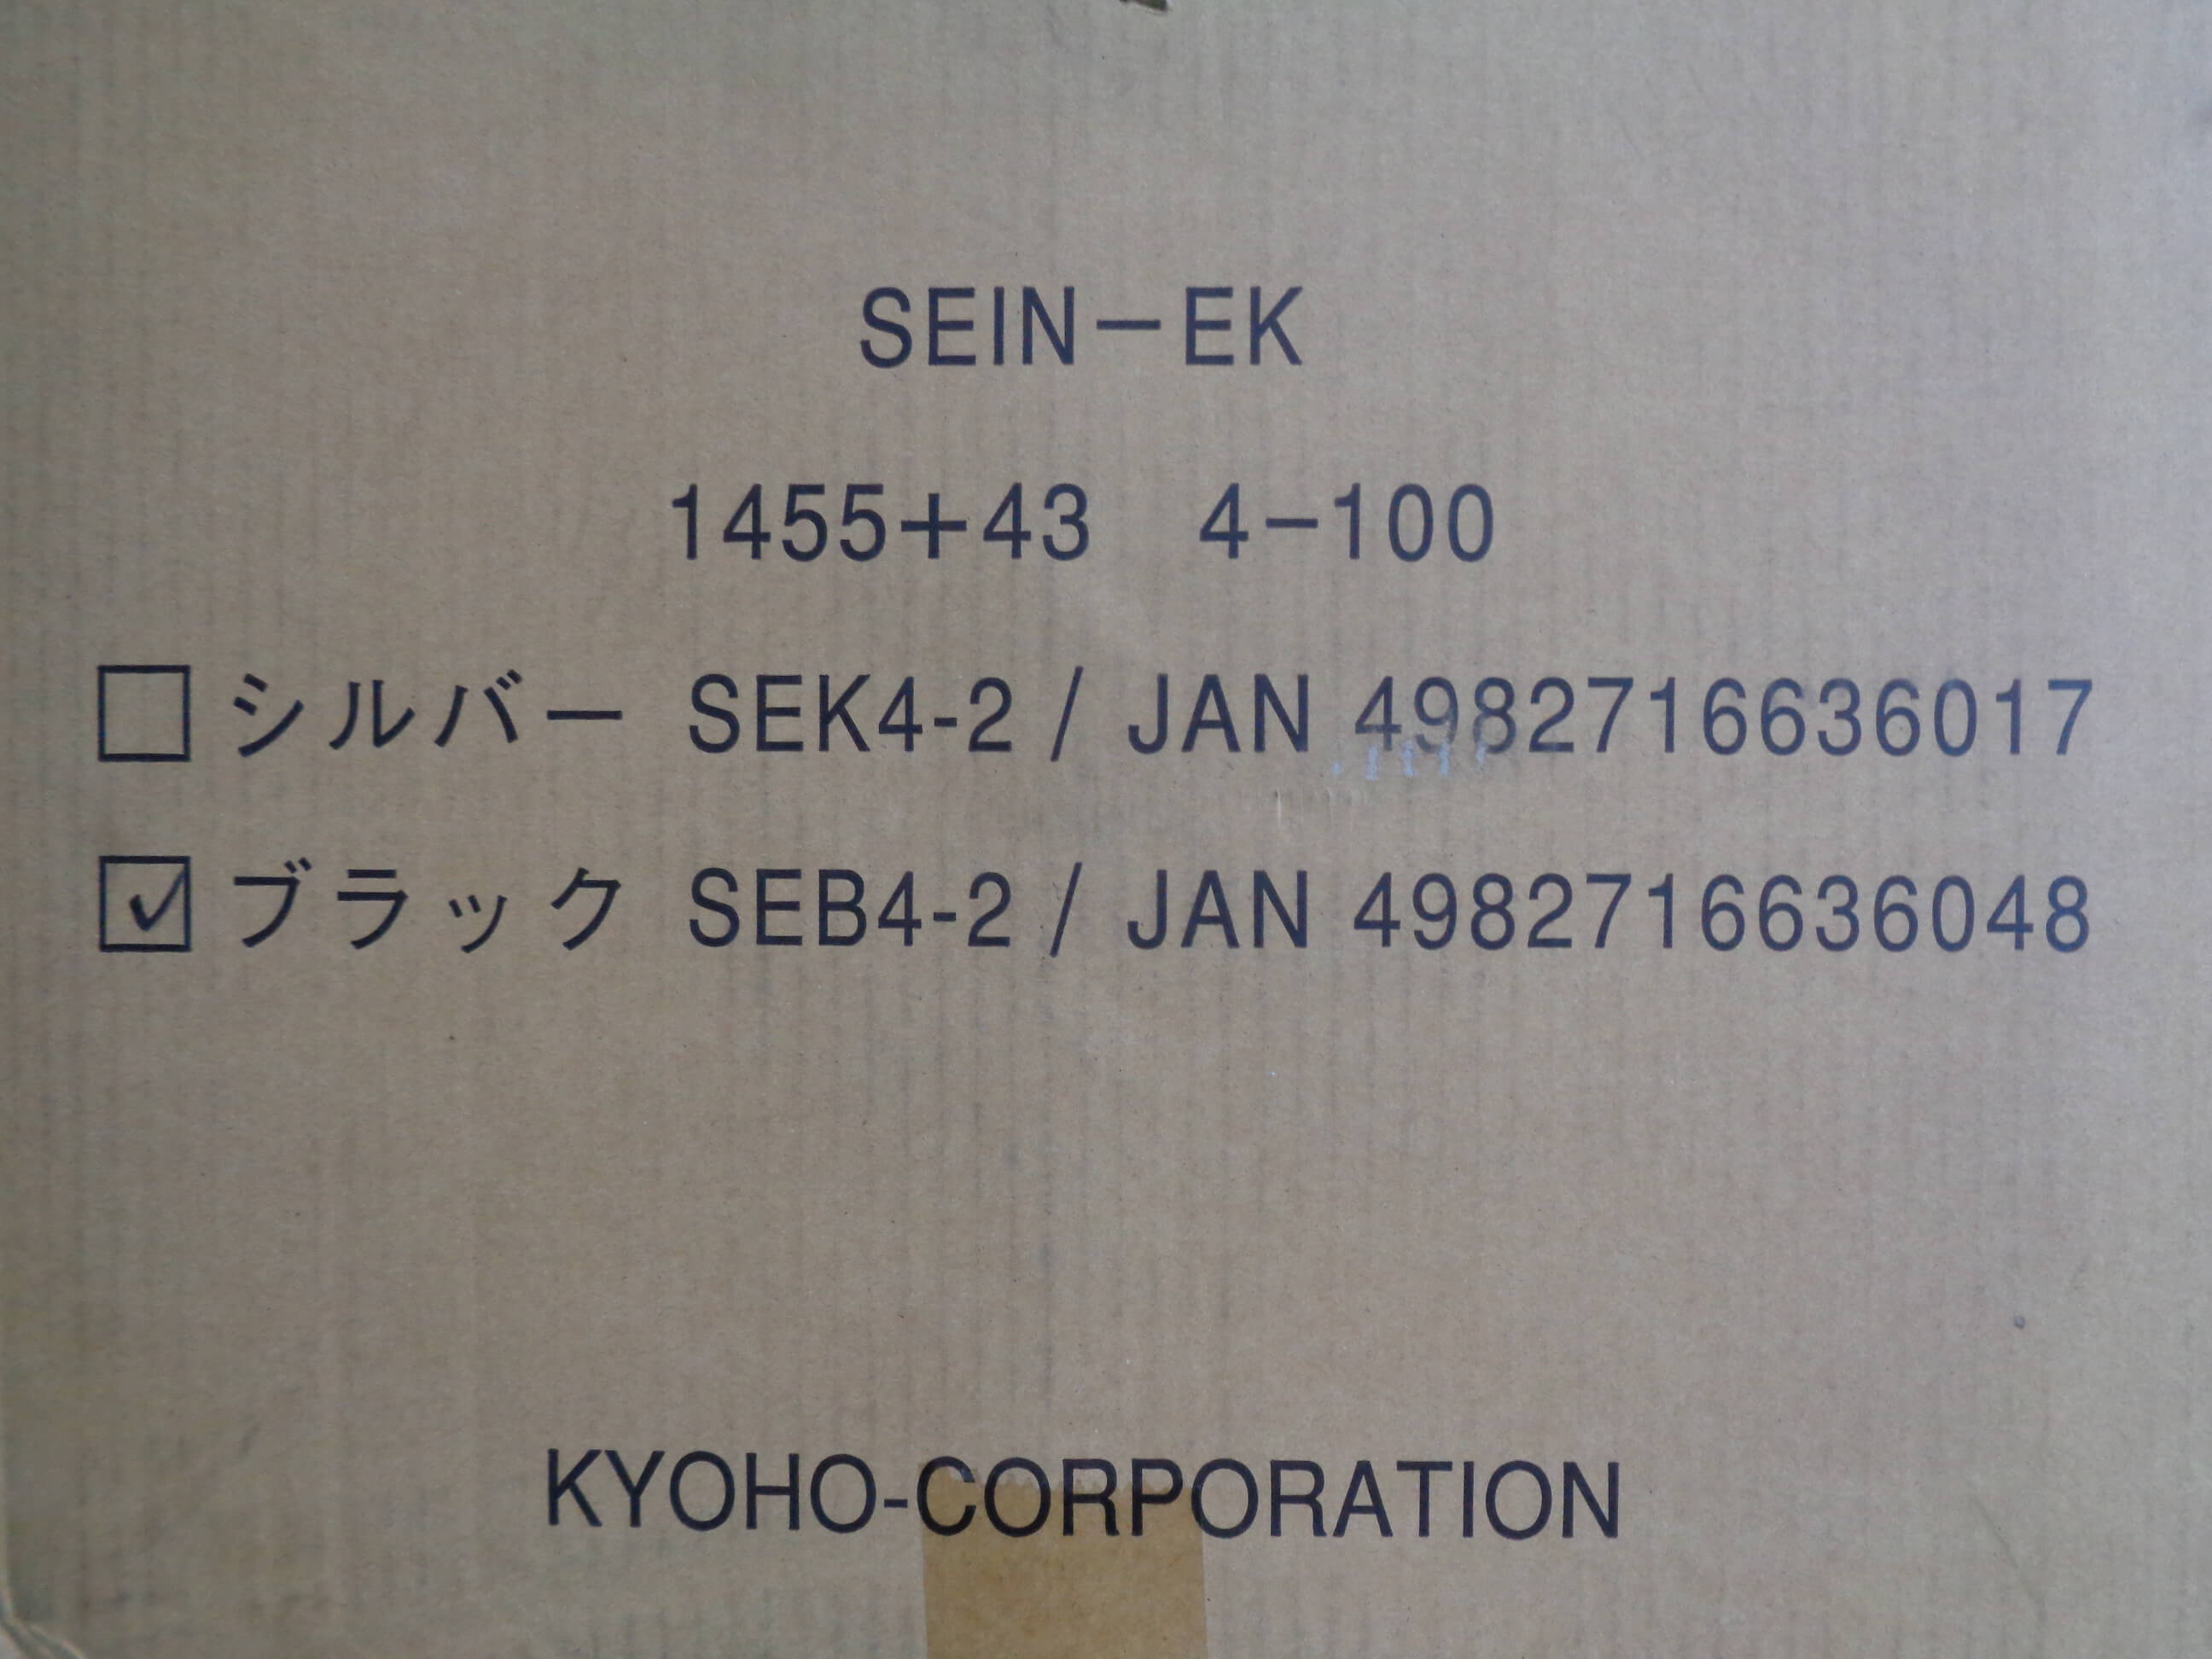 SEIN－EK
1455+43　4−100
□シルバー SEK4-2 / JAN 4982716636017
☑ブラック SEB4-2 / JAN 4982716636048
KYOHO-CORPORATION